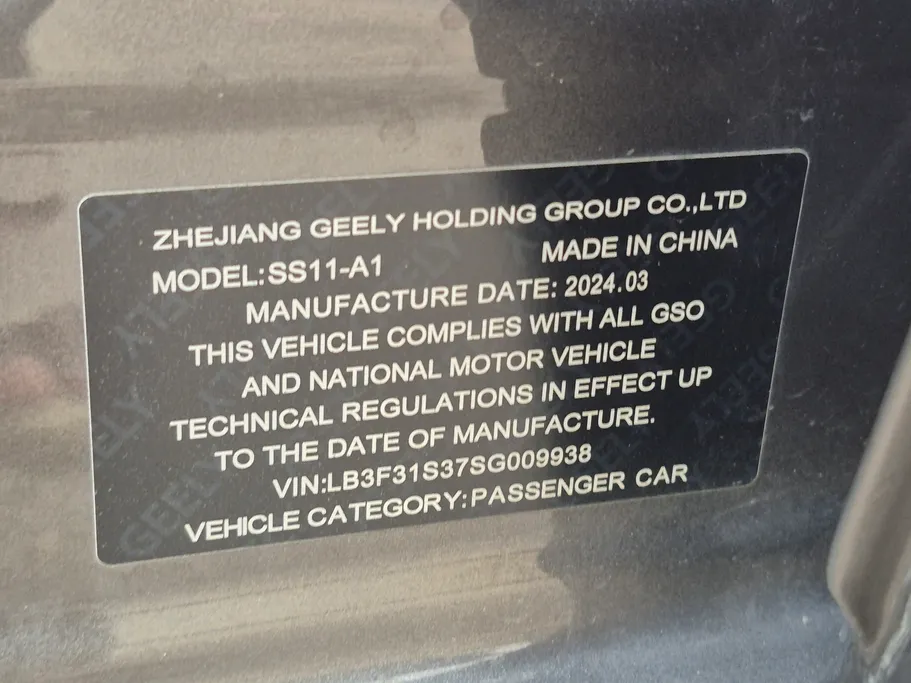 ZHEJIANG GEELY HOLDING GROUP CO.,LTD
MODEL:SS11-A1 MADE IN CHINA
MANUFACTURE DATE: 2024.03
THIS VEHICLE COMPLIES WITH ALL GSO
AND NATIONAL MOTOR VEHICLE
TECHNICAL REGULATIONS IN EFFECT UP
TO THE DATE OF MANUFACTURE.
VIN:LB3F31S37SG009938
VEHICLE CATEGORY:PASSENGER CAR